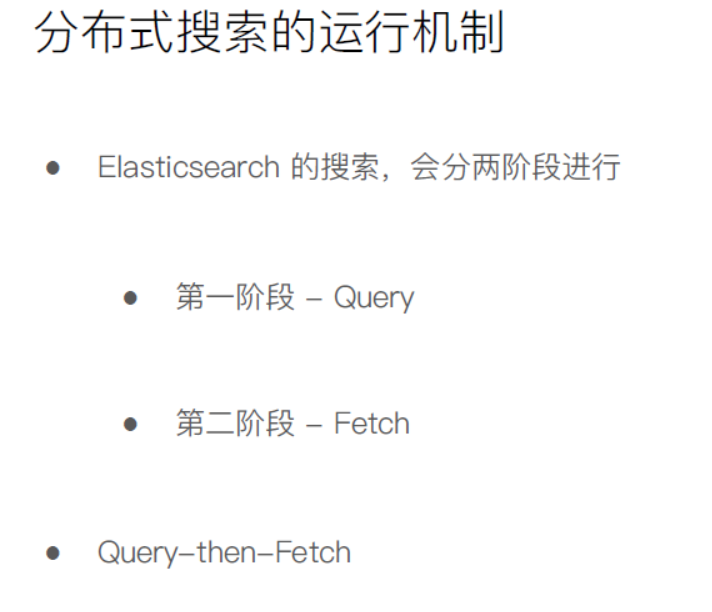 分布式搜索的运行机制
● Elasticsearch 的搜索，会分两阶段进行
● 第一阶段 – Query
● 第二阶段 – Fetch
● Query–then–Fetch